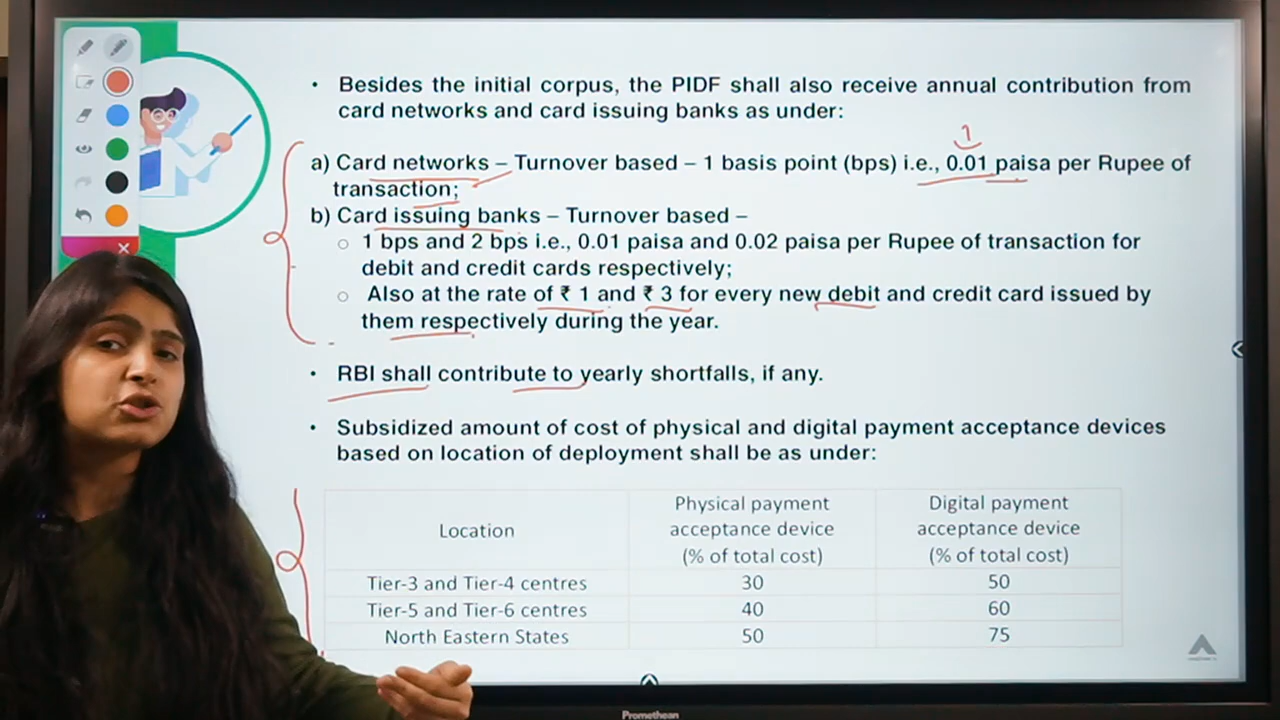 • Besides the initial corpus, the PIDF shall also receive annual contribution from
card networks and card issuing banks as under:
1
a) Card networks – Turnover based – 1 basis point (bps) i.e., 0.01 paisa per Rupee of
transaction;
b) Card issuing banks – Turnover based –
○ 1 bps and 2 bps i.e., 0.01 paisa and 0.02 paisa per Rupee of transaction for
debit and credit cards respectively;
○ Also at the rate of ₹ 1 and ₹ 3 for every new debit and credit card issued by
them respectively during the year.
• RBI shall contribute to yearly shortfalls, if any.
• Subsidized amount of cost of physical and digital payment acceptance devices
based on location of deployment shall be as under:
Location Physical payment acceptance device (% of total cost) Digital payment acceptance device (% of total cost)
Tier-3 and Tier-4 centres 30 50
Tier-5 and Tier-6 centres 40 60
North Eastern States 50 75
Promethean